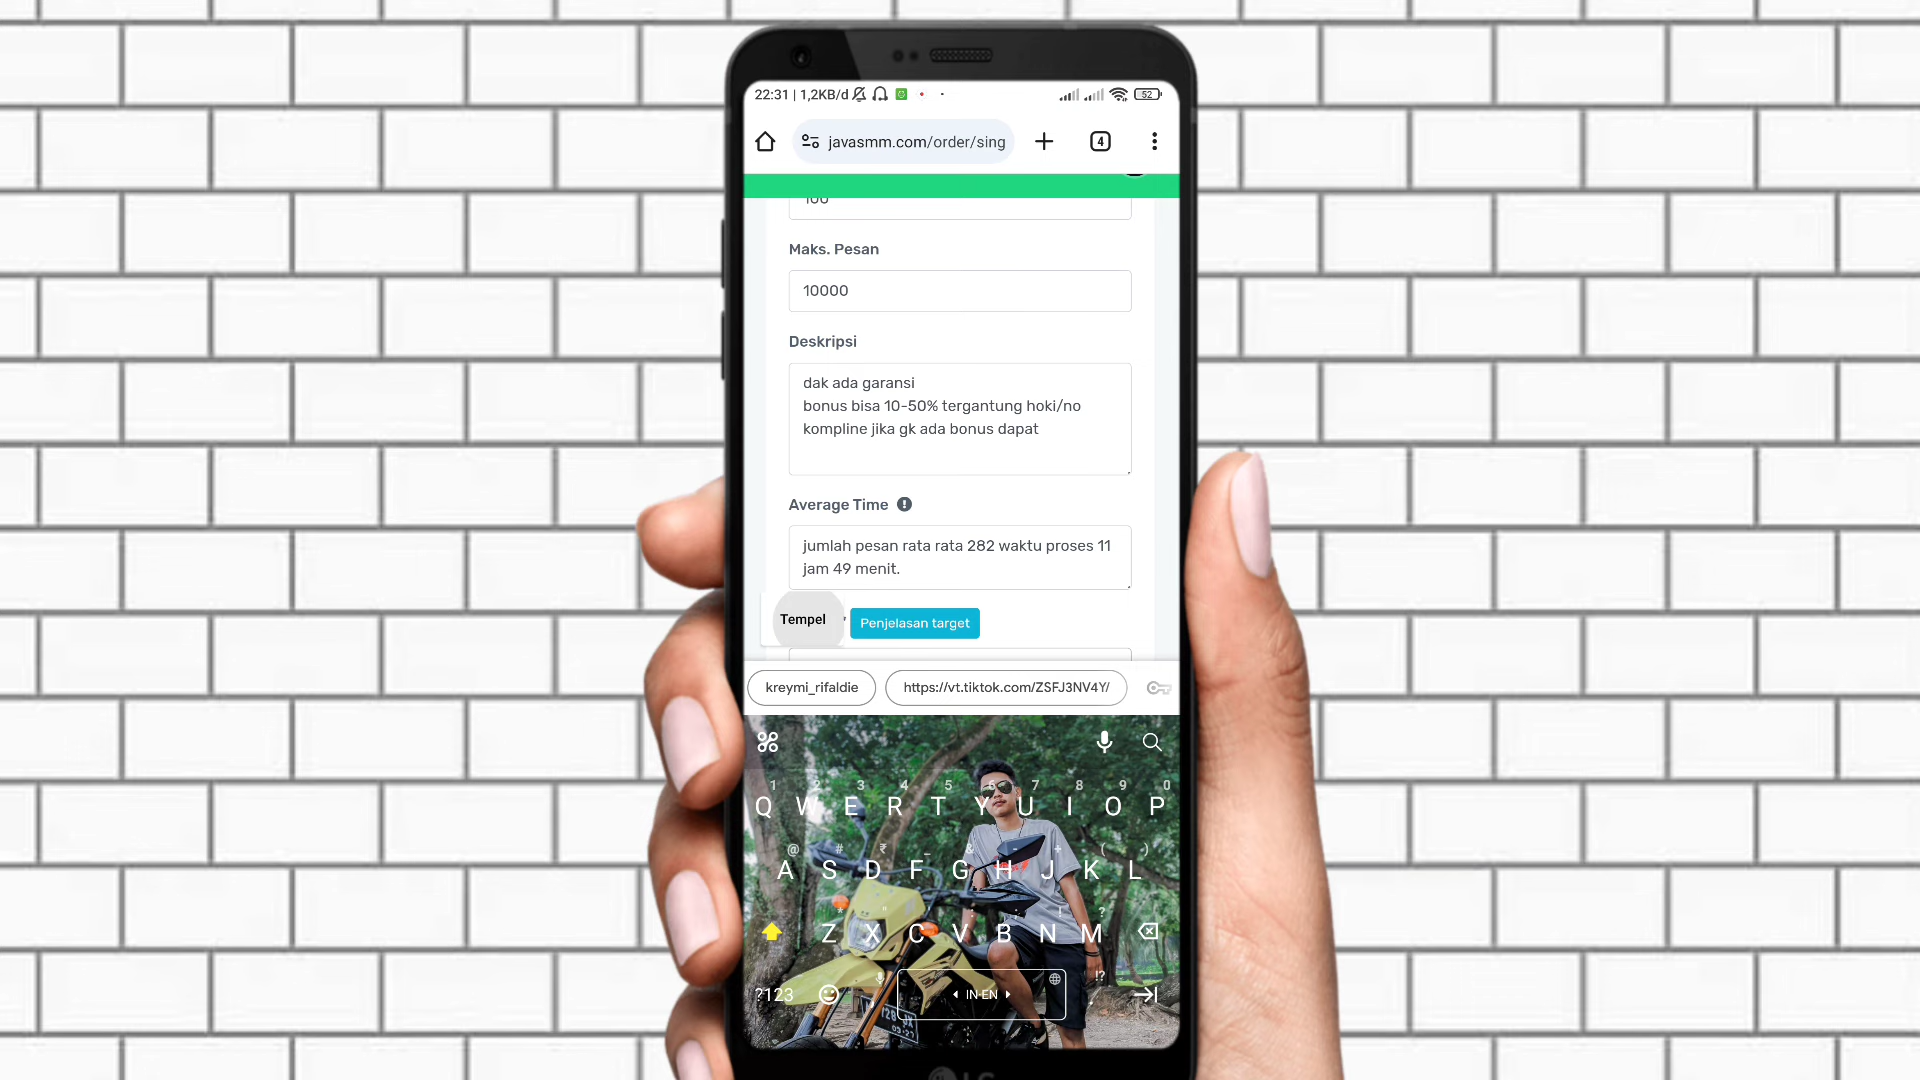 22:31 | 1,2KB/d
52
javasmm.com/order/sing
4
100
Maks. Pesan
10000
Deskripsi
dak ada garansi
bonus bisa 10-50% tergantung hoki/no
kompline jika gk ada bonus dapat
Average Time
jumlah pesan rata rata 282 waktu proses 11
jam 49 menit.
Tempel
Penjelasan target
kreymi_rifaldie
https://vt.tiktok.com/ZSFJ3NV4Y/
1 2 3 4 5 6 7 8 9 0
Q W E R T Y U I O P
@ # ₹ _ & - + ( )
A S D F G H J K L
* " ' : ; ! ?
Z X C V B N M
!?
?123 , IN-EN .
LG